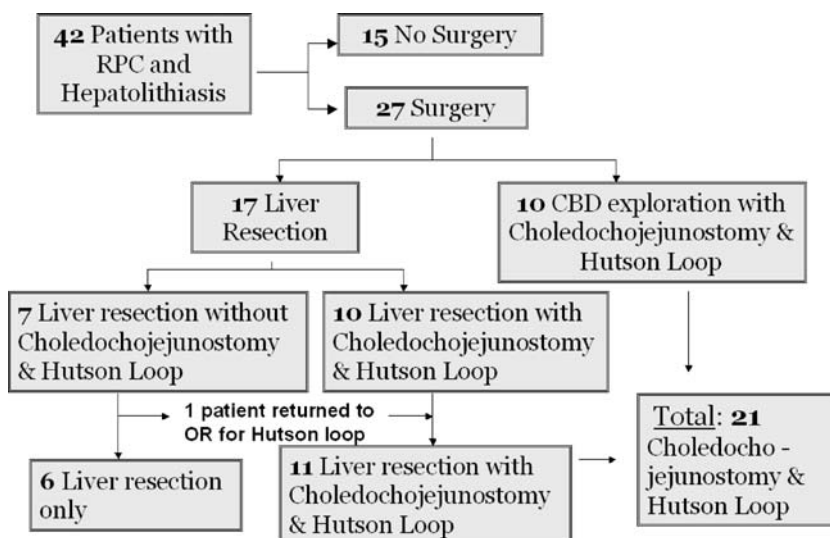 42 Patients with
RPC and
Hepatolithiasis
15 No Surgery
27 Surgery
17 Liver
Resection
10 CBD exploration with
Choledochojejunostomy &
Hutson Loop
7 Liver resection without
Choledochojejunostomy
& Hutson Loop
10 Liver resection with
Choledochojejunostomy
& Hutson Loop
1 patient returned to
OR for Hutson loop
6 Liver resection
only
11 Liver resection with
Choledochojejunostomy
& Hutson Loop
Total: 21
Choledocho -
jejunostomy &
Hutson Loop